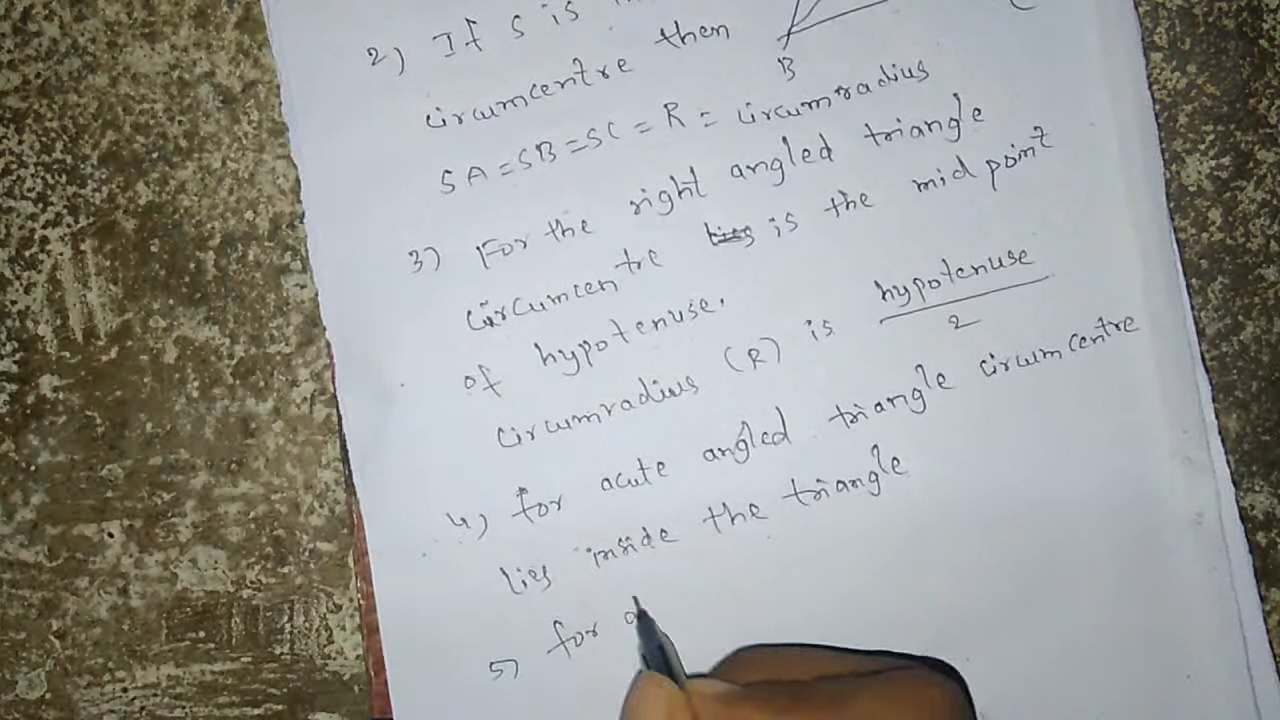 2) If S is
circumcentre then
B
SA = SB = SC = R = circumradius
3) For the right angled triangle
circumcentre is the mid point
of hypotenuse.
circumradius (R) is hypotenuse
2
4) for acute angled triangle circumcentre
lies inside the triangle
5) for